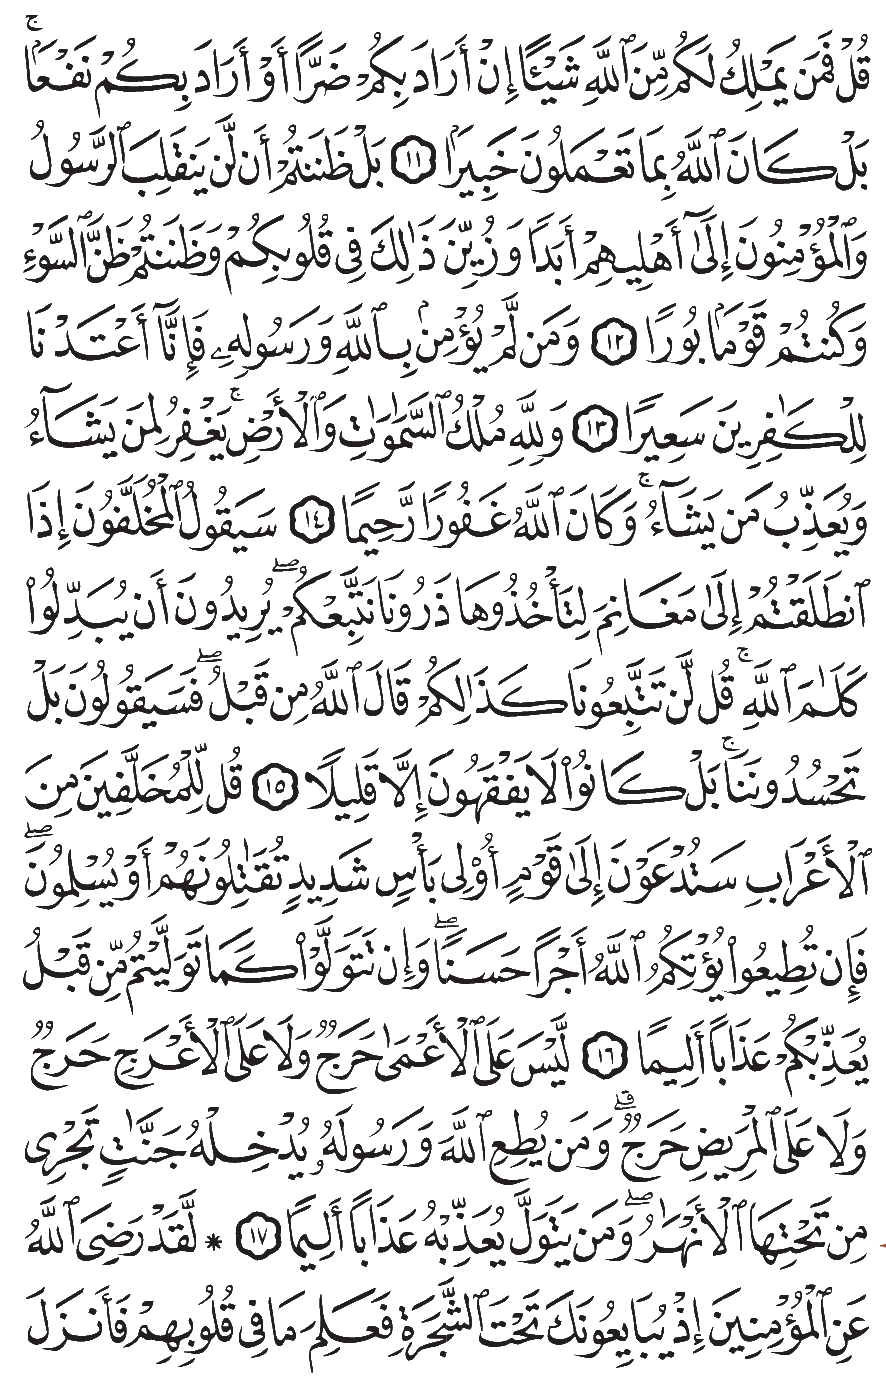 قُلْ فَمَن يَمْلِكُ لَكُم مِّنَ ٱللَّهِ شَيْـًٔا إِنْ أَرَادَ بِكُمْ ضَرًّا أَوْ أَرَادَ بِكُمْ نَفْعَۢاۚ
بَلْ كَانَ ٱللَّهُ بِمَا تَعْمَلُونَ خَبِيرَۢا ١١ بَلْ ظَنَنتُمْ أَن لَّن يَنقَلِبَ ٱلرَّسُولُ
وَٱلْمُؤْمِنُونَ إِلَىٰٓ أَهْلِيهِمْ أَبَدًا وَزُيِّنَ ذَٰلِكَ فِى قُلُوبِكُمْ وَظَنَنتُمْ ظَنَّ ٱلسَّوْءِ
وَكُنتُمْ قَوْمَۢا بُورًا ١٢ وَمَن لَّمْ يُؤْمِنۢ بِٱللَّهِ وَرَسُولِهِۦ فَإِنَّآ أَعْتَدْنَا
لِلْكَٰفِرِينَ سَعِيرًا ١٣ وَلِلَّهِ مُلْكُ ٱلسَّمَٰوَٰتِ وَٱلْأَرْضِۚ يَغْفِرُ لِمَن يَشَآءُ
وَيُعَذِّبُ مَن يَشَآءُۚ وَكَانَ ٱللَّهُ غَفُورًا رَّحِيمًا ١٤ سَيَقُولُ ٱلْمُخَلَّفُونَ إِذَا
ٱنطَلَقْتُمْ إِلَىٰ مَغَانِمَ لِتَأْخُذُوهَا ذَرُونَا نَتَّبِعْكُمْۖ يُرِيدُونَ أَن يُبَدِّلُوا۟
كَلَٰمَ ٱللَّهِۚ قُل لَّن تَتَّبِعُونَا كَذَٰلِكُمْ قَالَ ٱللَّهُ مِن قَبْلُۖ فَسَيَقُولُونَ بَلْ
تَحْسُدُونَنَاۚ بَلْ كَانُوا۟ لَا يَفْقَهُونَ إِلَّا قَلِيلًا ١٥ قُل لِّلْمُخَلَّفِينَ مِنَ
ٱلْأَعْرَابِ سَتُدْعَوْنَ إِلَىٰ قَوْمٍ أُو۟لِى بَأْسٍ شَدِيدٍ تُقَٰتِلُونَهُمْ أَوْ يُسْلِمُونَۖ
فَإِن تُطِيعُوا۟ يُؤْتِكُمُ ٱللَّهُ أَجْرًا حَسَنًاۖ وَإِن تَتَوَلَّوْا۟ كَمَا تَوَلَّيْتُم مِّن قَبْلُ
يُعَذِّبْكُمْ عَذَابًا أَلِيمًا ١٦ لَّيْسَ عَلَى ٱلْأَعْمَىٰ حَرَجٌ وَلَا عَلَى ٱلْأَعْرَجِ حَرَجٌ
وَلَا عَلَى ٱلْمَرِيضِ حَرَجٌۗ وَمَن يُطِعِ ٱللَّهَ وَرَسُولَهُۥ يُدْخِلْهُ جَنَّٰتٍ تَجْرِى
مِن تَحْتِهَا ٱلْأَنْهَٰرُۖ وَمَن يَتَوَلَّ يُعَذِّبْهُ عَذَابًا أَلِيمًا ١٧ * لَّقَدْ رَضِىَ ٱللَّهُ
عَنِ ٱلْمُؤْمِنِينَ إِذْ يُبَايِعُونَكَ تَحْتَ ٱلشَّجَرَةِ فَعَلِمَ مَا فِى قُلُوبِهِمْ فَأَنزَلَ